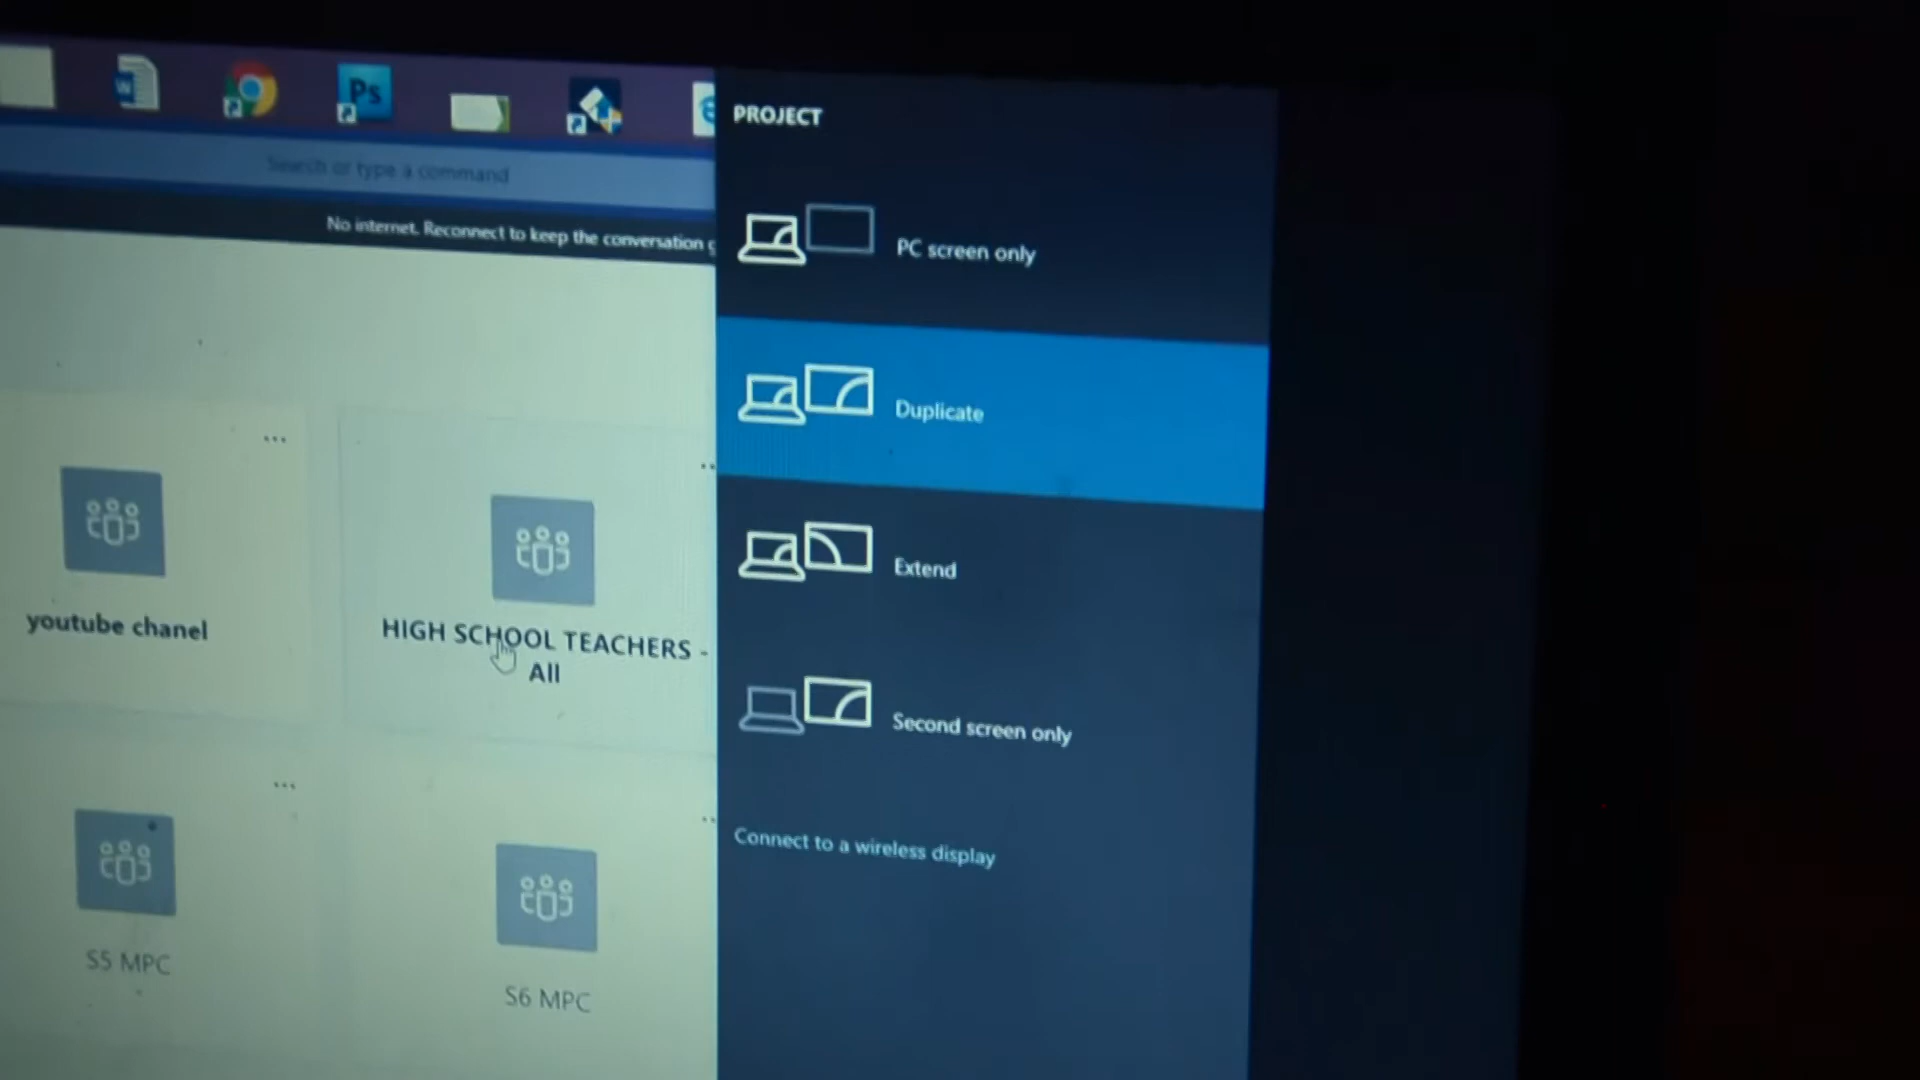 W
Ps
Search or type a command
No internet. Reconnect to keep the conversation
youtube chanel
HIGH SCHOOL TEACHERS -
All
S5 MPC
S6 MPC
PROJECT
PC screen only
Duplicate
Extend
Second screen only
Connect to a wireless display